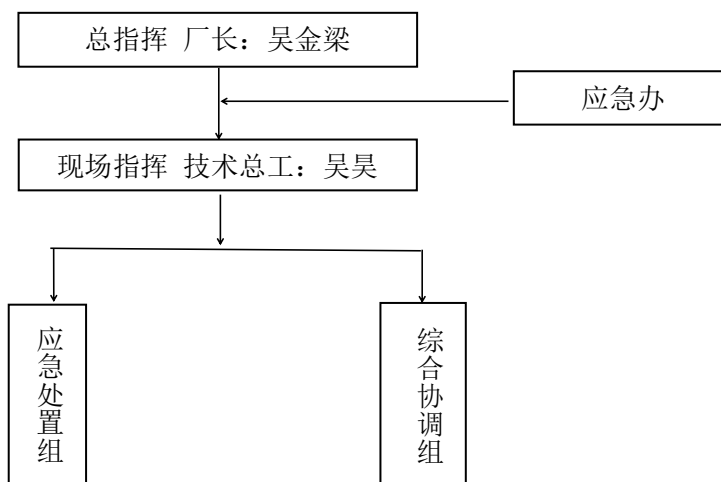 总指挥 厂长：吴金梁
应急办
现场指挥 技术总工：吴昊
应急处置组
综合协调组